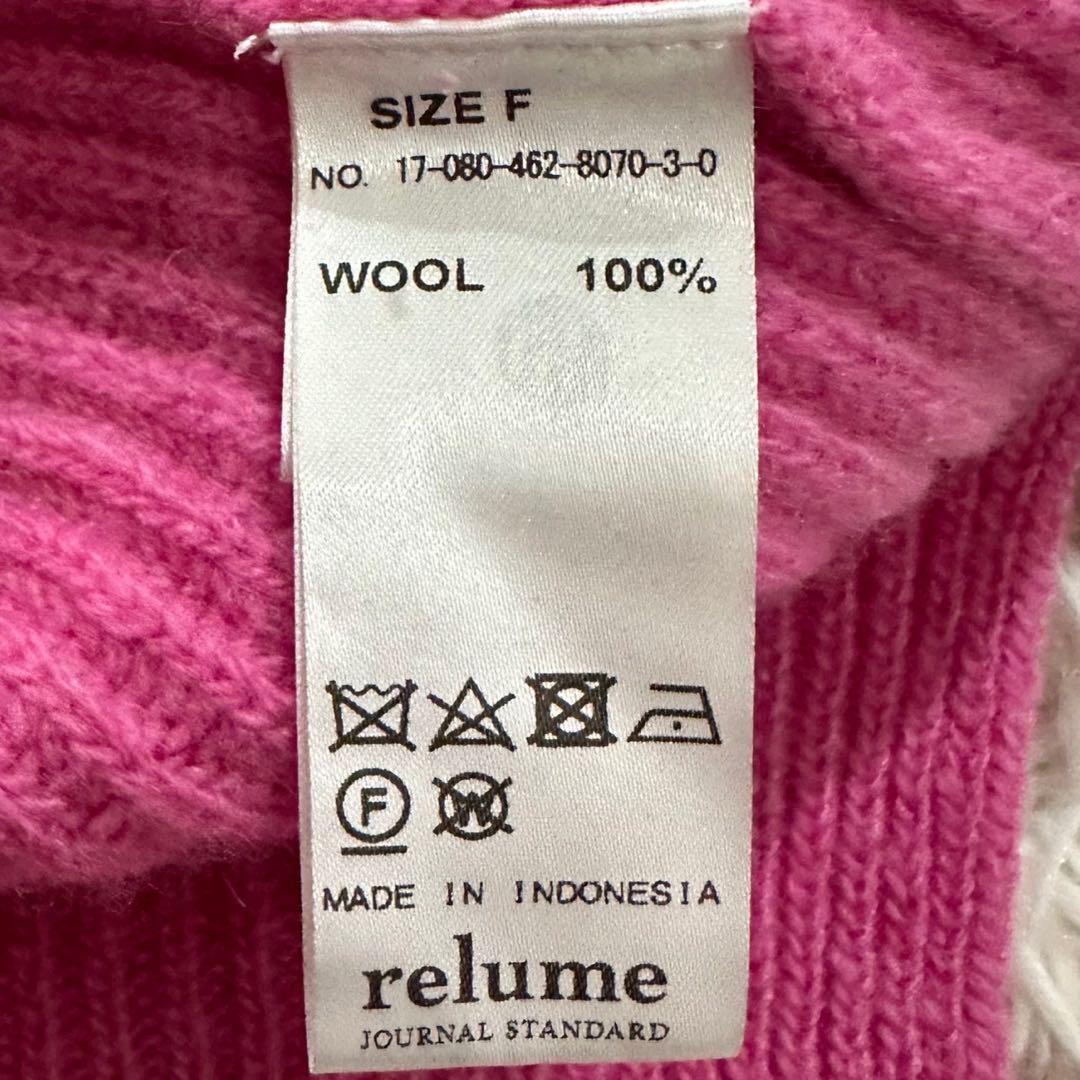 SIZE F
NO. 17-080-462-8070-3-0
WOOL 100%
F W
MADE IN INDONESIA
relume
JOURNAL STANDARD